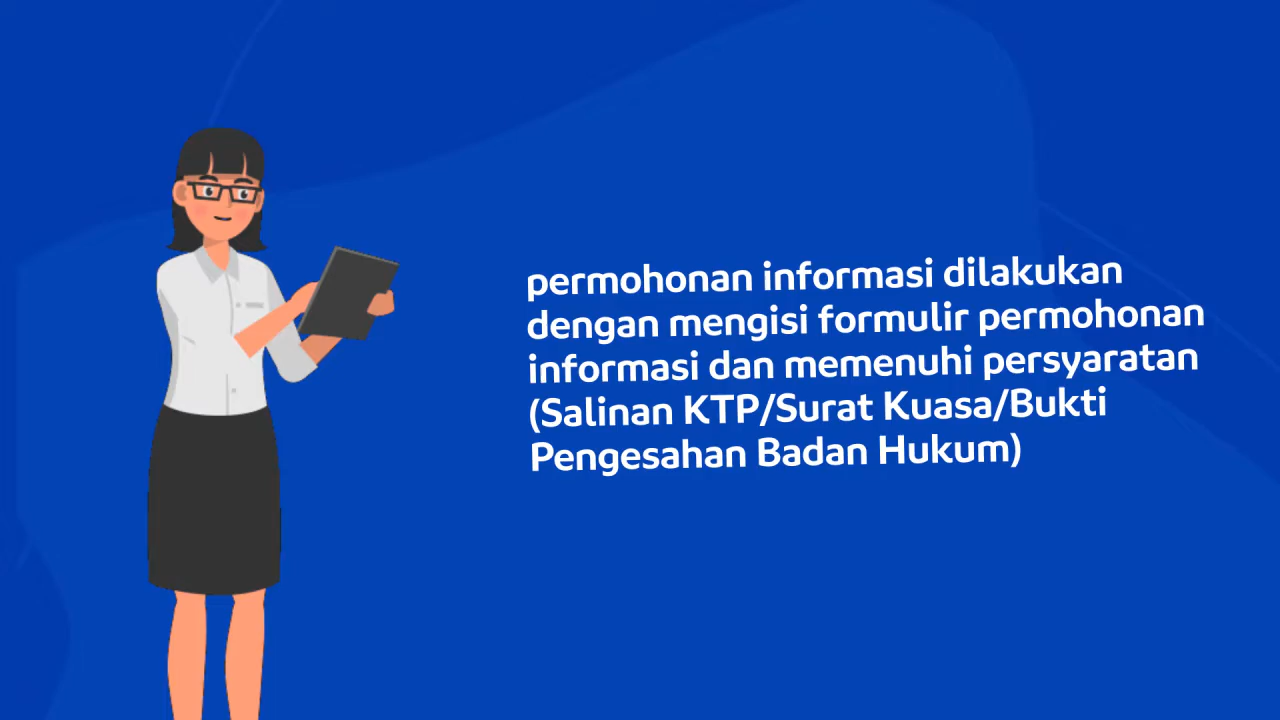 permohonan informasi dilakukan
dengan mengisi formulir permohonan
informasi dan memenuhi persyaratan
(Salinan KTP/Surat Kuasa/Bukti
Pengesahan Badan Hukum)